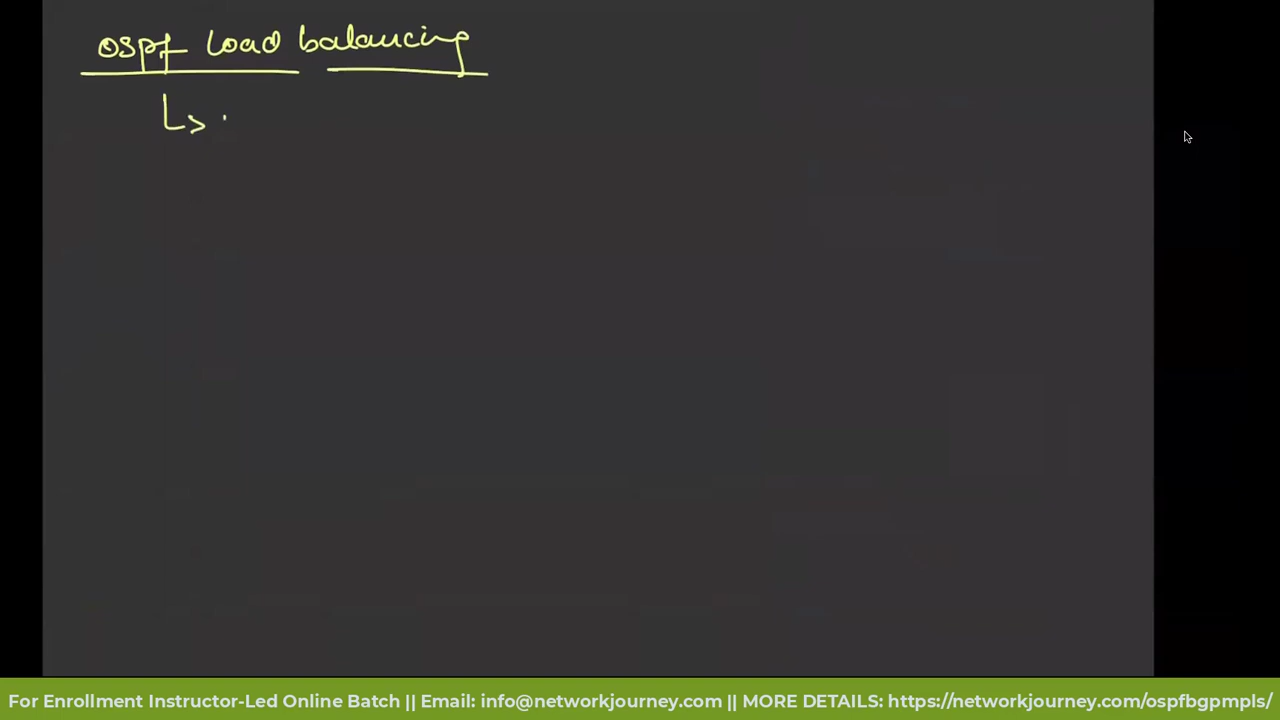 ospf load balancing
For Enrollment Instructor-Led Online Batch || Email: info@networkjourney.com || MORE DETAILS: https://networkjourney.com/ospfbgpmpls/